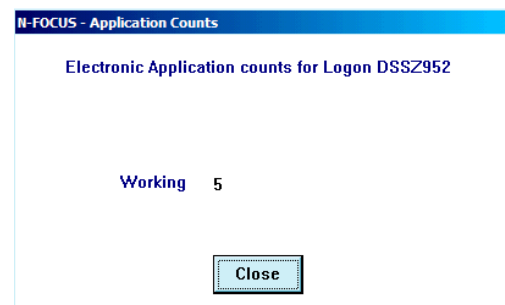 N-FOCUS - Application Counts
Electronic Application counts for Logon DSSZ952
Working 5
Close